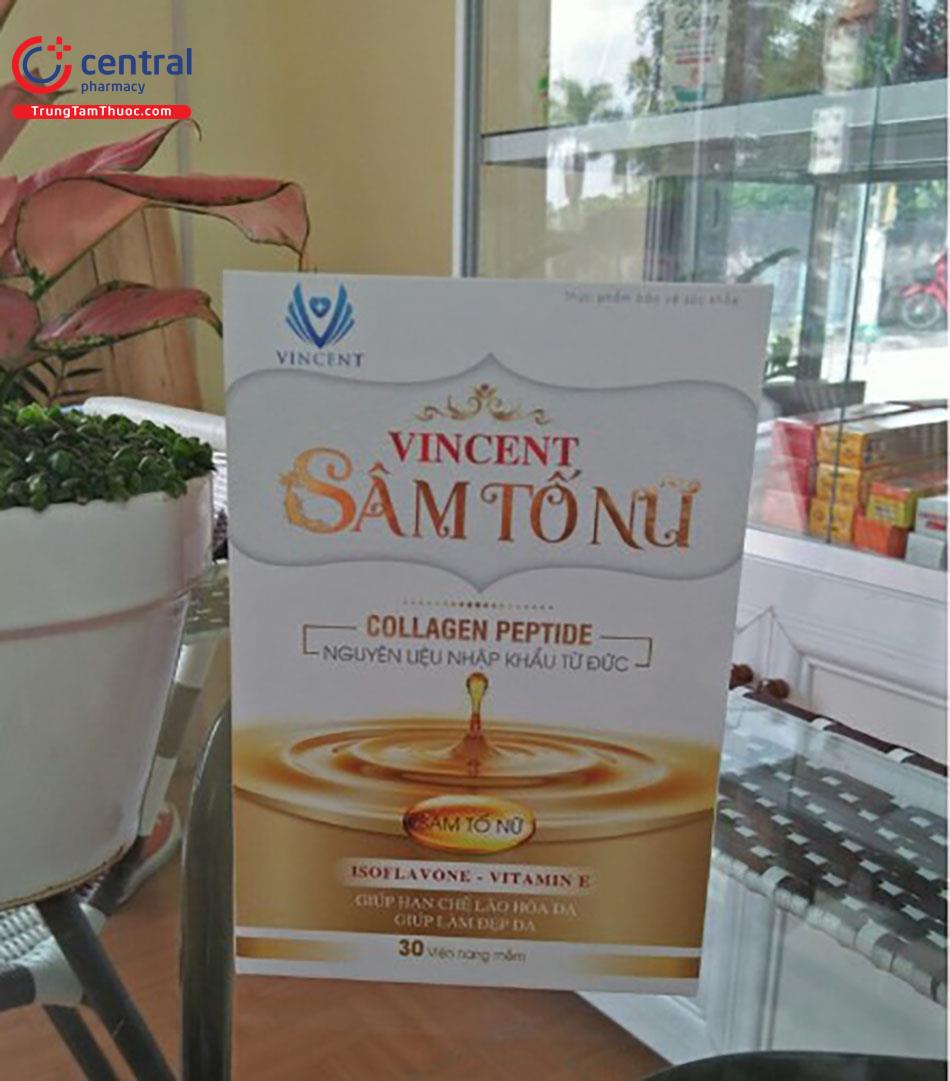 central
pharmacy
TrungTamThuoc.com
Thực phẩm bảo vệ sức khỏe
VINCENT
VINCENT
SÂM TỐ NỮ
COLLAGEN PEPTIDE
NGUYÊN LIỆU NHẬP KHẨU TỪ ĐỨC
SÂM TỐ NỮ
ISOFLAVONE - VITAMIN E
GIÚP HẠN CHẾ LÃO HÓA DA
GIÚP LÀM ĐẸP DA
30 Viên nang mềm